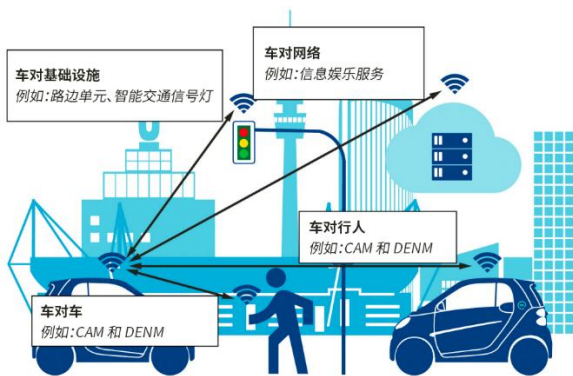 车对基础设施
例如:路边单元、智能交通信号灯
车对网络
例如:信息娱乐服务
车对行人
例如:CAM 和 DENM
车对车
例如:CAM 和 DENM